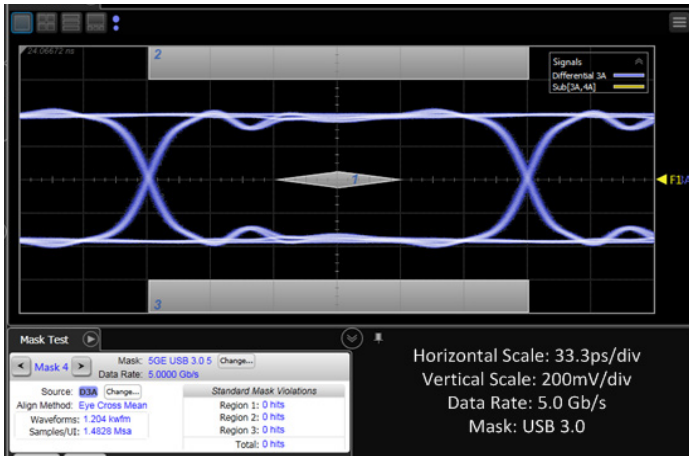 24.06672 ns
2
Signals
Differential 3A
Sub[3A,4A]
1
F1
3
Mask Test
Mask 4
Mask: 5GE USB 3.0 5 Change...
Data Rate: 5.0000 Gb/s
Source: D3A Change...
Align Method: Eye Cross Mean
Waveforms: 1.204 kwfm
Samples/UI: 1.4828 Msa
Standard Mask Violations
Region 1: 0 hits
Region 2: 0 hits
Region 3: 0 hits
Total: 0 hits
Horizontal Scale: 33.3ps/div
Vertical Scale: 200mV/div
Data Rate: 5.0 Gb/s
Mask: USB 3.0